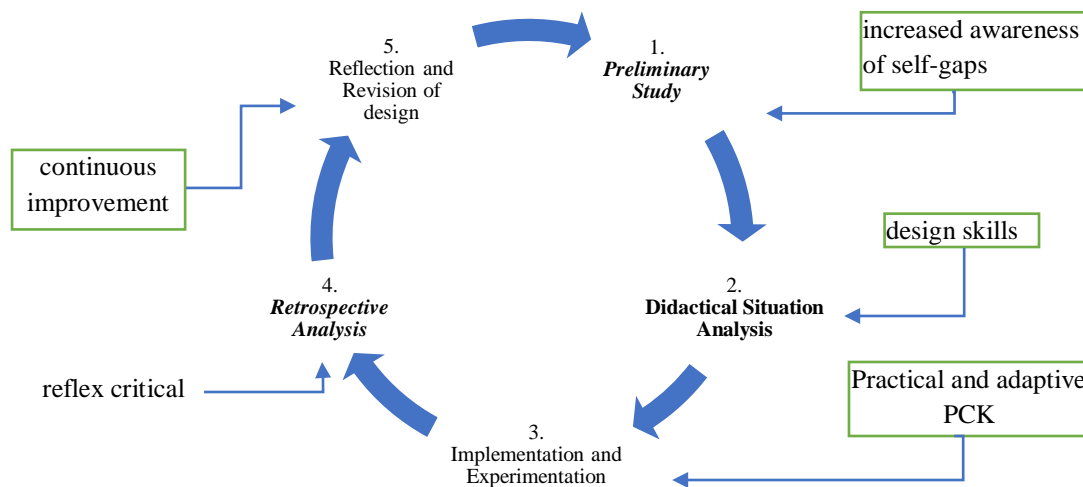 1.
Preliminary
Study
increased awareness
of self-gaps
2.
Didactical Situation
Analysis
design skills
3.
Implementation and
Experimentation
Practical and adaptive
PCK
4.
Retrospective
Analysis
reflex critical
5.
Reflection and
Revision of
design
continuous
improvement